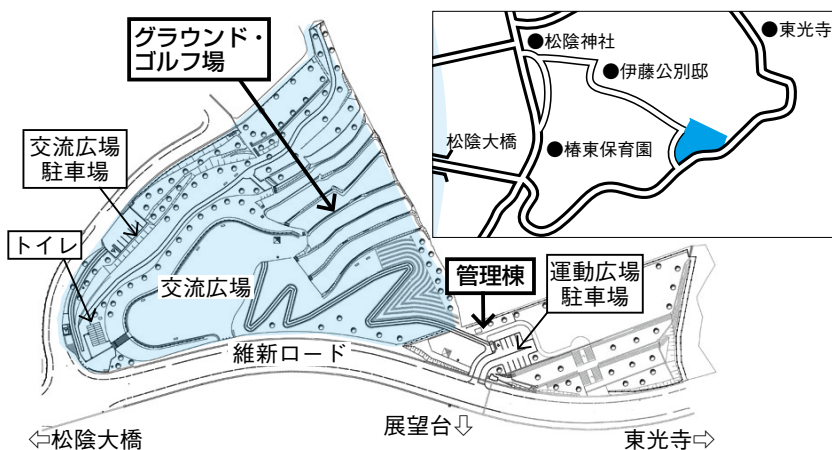 グラウンド・
ゴルフ場
交流広場
駐車場
トイレ
交流広場
管理棟
運動広場
駐車場
維新ロード
⇦松陰大橋
展望台⇩
東光寺⇨
●松陰神社
●東光寺
●伊藤公別邸
松陰大橋
●椿東保育園